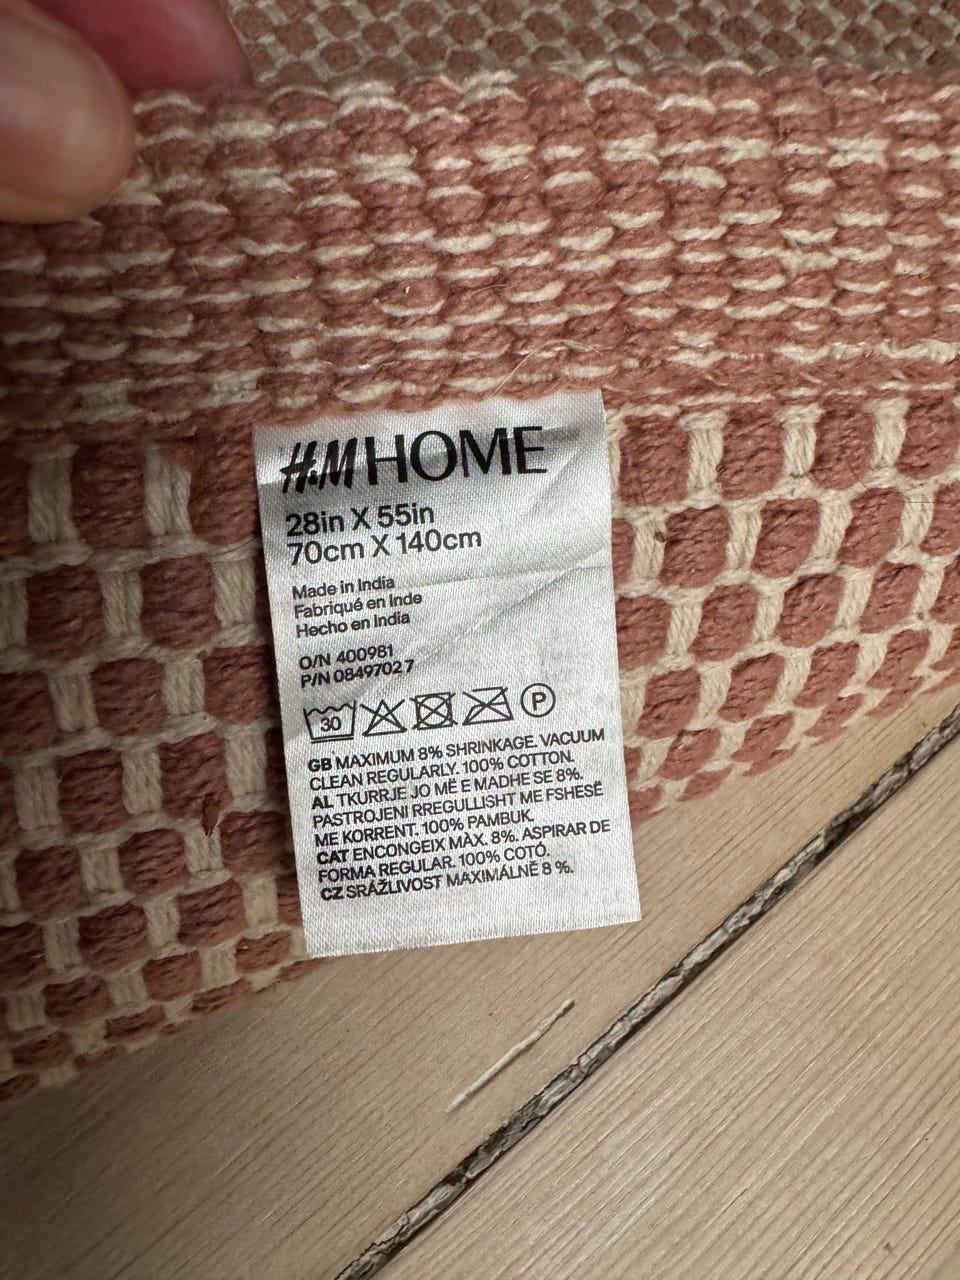 H&M HOME
28in X 55in
70cm X 140cm
Made in India
Fabriqué en Inde
Hecho en India
O/N 400981
P/N 0849702 7
30 P
GB MAXIMUM 8% SHRINKAGE. VACUUM
CLEAN REGULARLY. 100% COTTON.
AL TKURRJE JO MË E MADHE SE 8%.
PASTROJENI RREGULLISHT ME FSHESË
ME KORRENT. 100% PAMBUK.
CAT ENCONGEIX MÀX. 8%. ASPIRAR DE
FORMA REGULAR. 100% COTÓ.
CZ SRÁŽLIVOST MAXIMÁLNĚ 8 %.